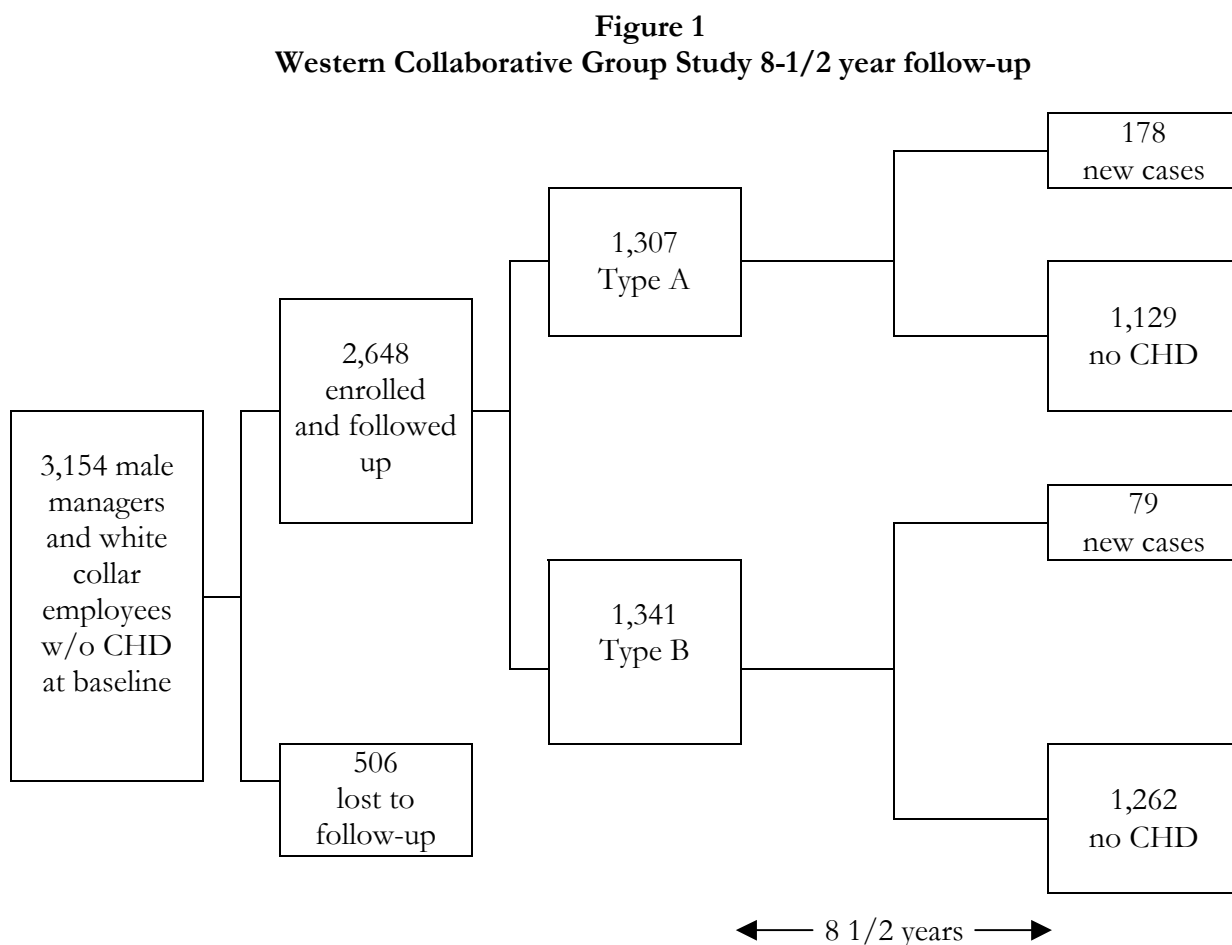 Figure 1
Western Collaborative Group Study 8-1/2 year follow-up
3,154 male
managers
and white
collar
employees
w/o CHD
at baseline
2,648
enrolled
and followed
up
506
lost to
follow-up
1,307
Type A
1,341
Type B
178
new cases
1,129
no CHD
79
new cases
1,262
no CHD
8 1/2 years